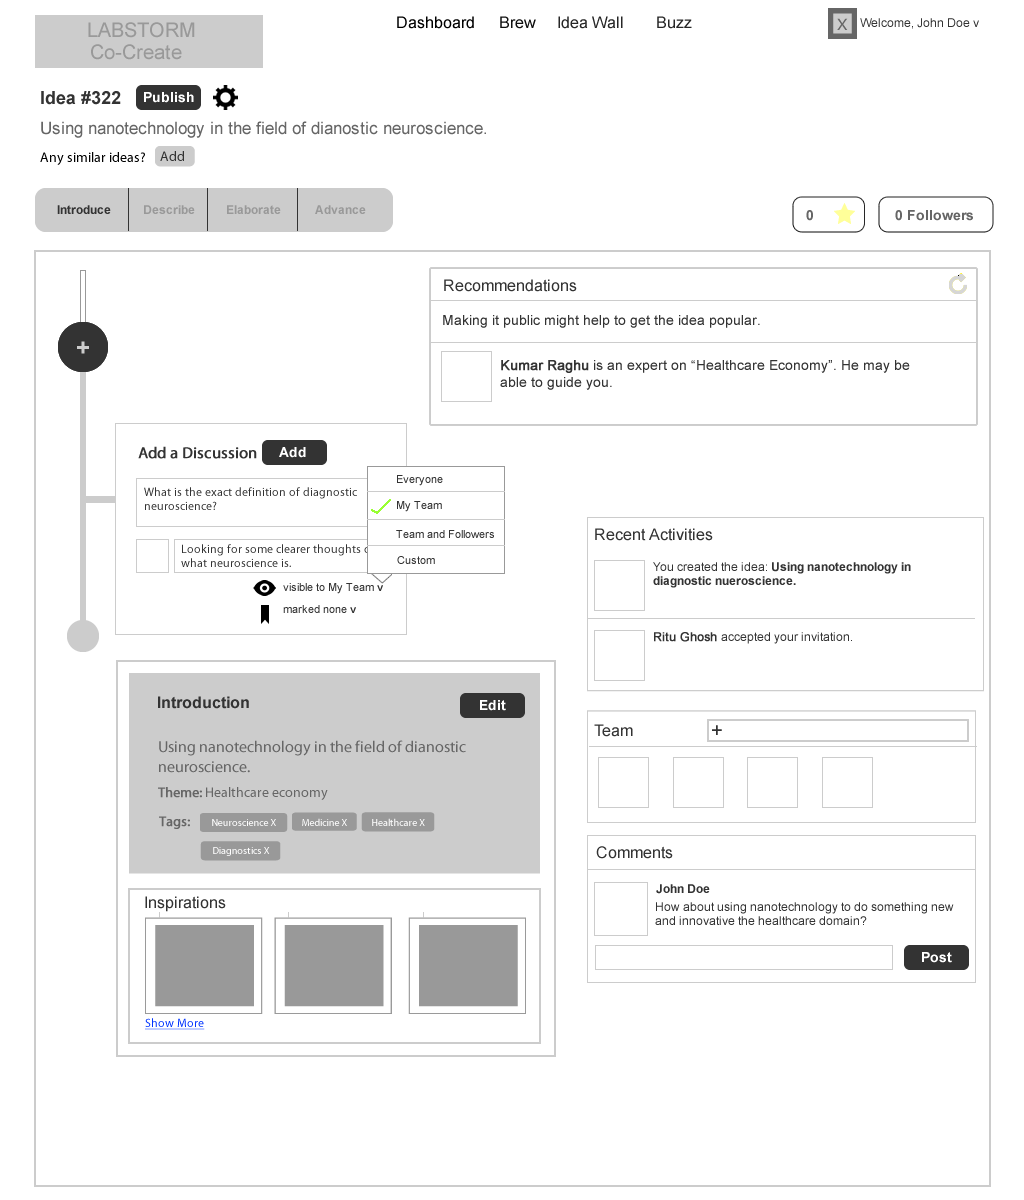 LABSTORM
Co-Create
Dashboard Brew Idea Wall Buzz
X Welcome, John Doe v
Idea #322 Publish
Using nanotechnology in the field of dianostic neuroscience.
Any similar ideas? Add
Introduce Describe Elaborate Advance
0 0 Followers
Recommendations
Making it public might help to get the idea popular.
Kumar Raghu is an expert on “Healthcare Economy”. He may be
able to guide you.
+
Add a Discussion Add
What is the exact definition of diagnostic
neuroscience?
Looking for some clearer thoughts
what neuroscience is.
visible to My Team v
marked none v
Everyone
My Team
Team and Followers
Custom
Recent Activities
You created the idea: Using nanotechnology in
diagnostic nueroscience.
Ritu Ghosh accepted your invitation.
Introduction Edit
Using nanotechnology in the field of dianostic
neuroscience.
Theme: Healthcare economy
Tags: Neuroscience X Medicine X Healthcare X
Diagnostics X
Inspirations
Show More
Team +
Comments
John Doe
How about using nanotechnology to do something new
and innovative the healthcare domain?
Post